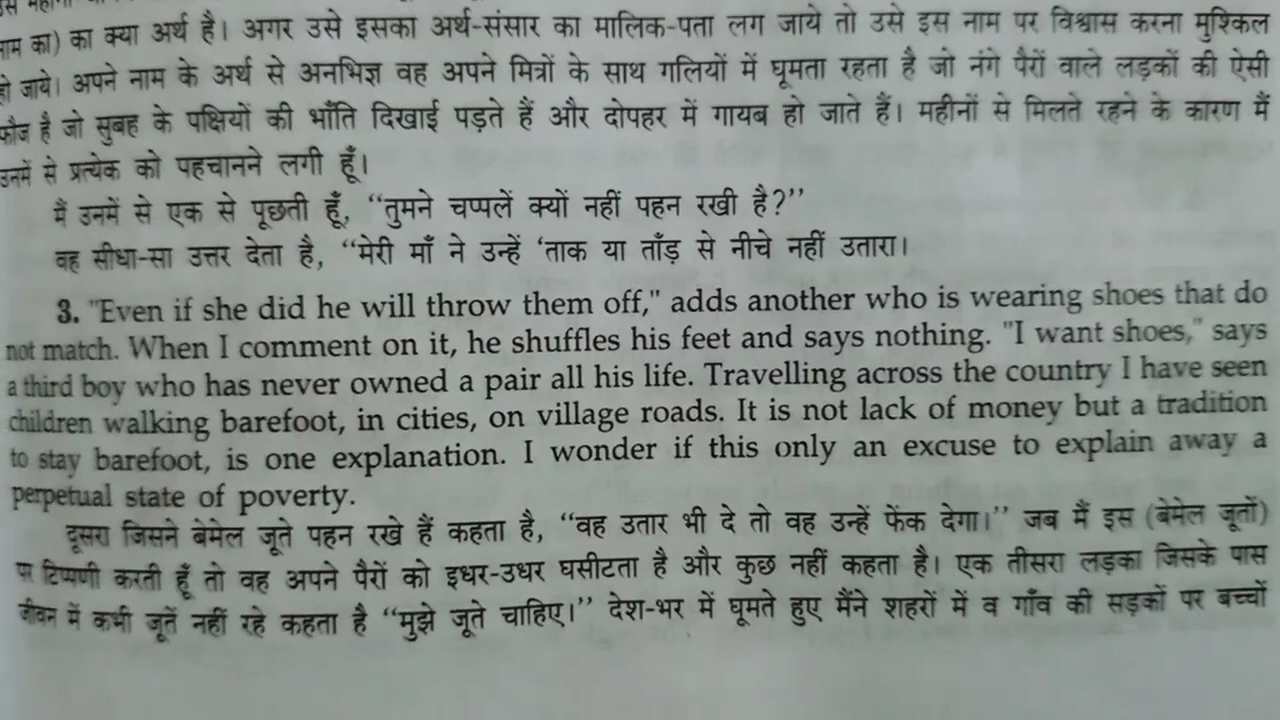 का) का क्या अर्थ है। अगर उसे इसका अर्थ-संसार का मालिक-पता लग जाये तो उसे इस नाम पर विश्वास करना मुश्किल
हो जाये। अपने नाम के अर्थ से अनभिज्ञ वह अपने मित्रों के साथ गलियों में घूमता रहता है जो नंगे पैरों वाले लड़कों की ऐसी
फौज है जो सुबह के पक्षियों की भाँति दिखाई पड़ते हैं और दोपहर में गायब हो जाते हैं। महीनों से मिलते रहने के कारण मैं
उनमें से प्रत्येक को पहचानने लगी हूँ।
मैं उनमें से एक से पूछती हूँ, “तुमने चप्पलें क्यों नहीं पहन रखी है?”
वह सीधा-सा उत्तर देता है, “मेरी माँ ने उन्हें ‘ताक या ताँड़ से नीचे नहीं उतारा।
3. "Even if she did he will throw them off," adds another who is wearing shoes that do
not match. When I comment on it, he shuffles his feet and says nothing. "I want shoes," says
a third boy who has never owned a pair all his life. Travelling across the country I have seen
children walking barefoot, in cities, on village roads. It is not lack of money but a tradition
to stay barefoot, is one explanation. I wonder if this only an excuse to explain away a
perpetual state of poverty.
दूसरा जिसने बेमेल जूते पहन रखे हैं कहता है, “वह उतार भी दे तो वह उन्हें फेंक देगा।” जब मैं इस (बेमेल जूतों)
पर टिप्पणी करती हूँ तो वह अपने पैरों को इधर-उधर घसीटता है और कुछ नहीं कहता है। एक तीसरा लड़का जिसके पास
जीवन में कभी जूतें नहीं रहे कहता है “मुझे जूते चाहिए।” देश-भर में घूमते हुए मैंने शहरों में व गाँव की सड़कों पर बच्चों